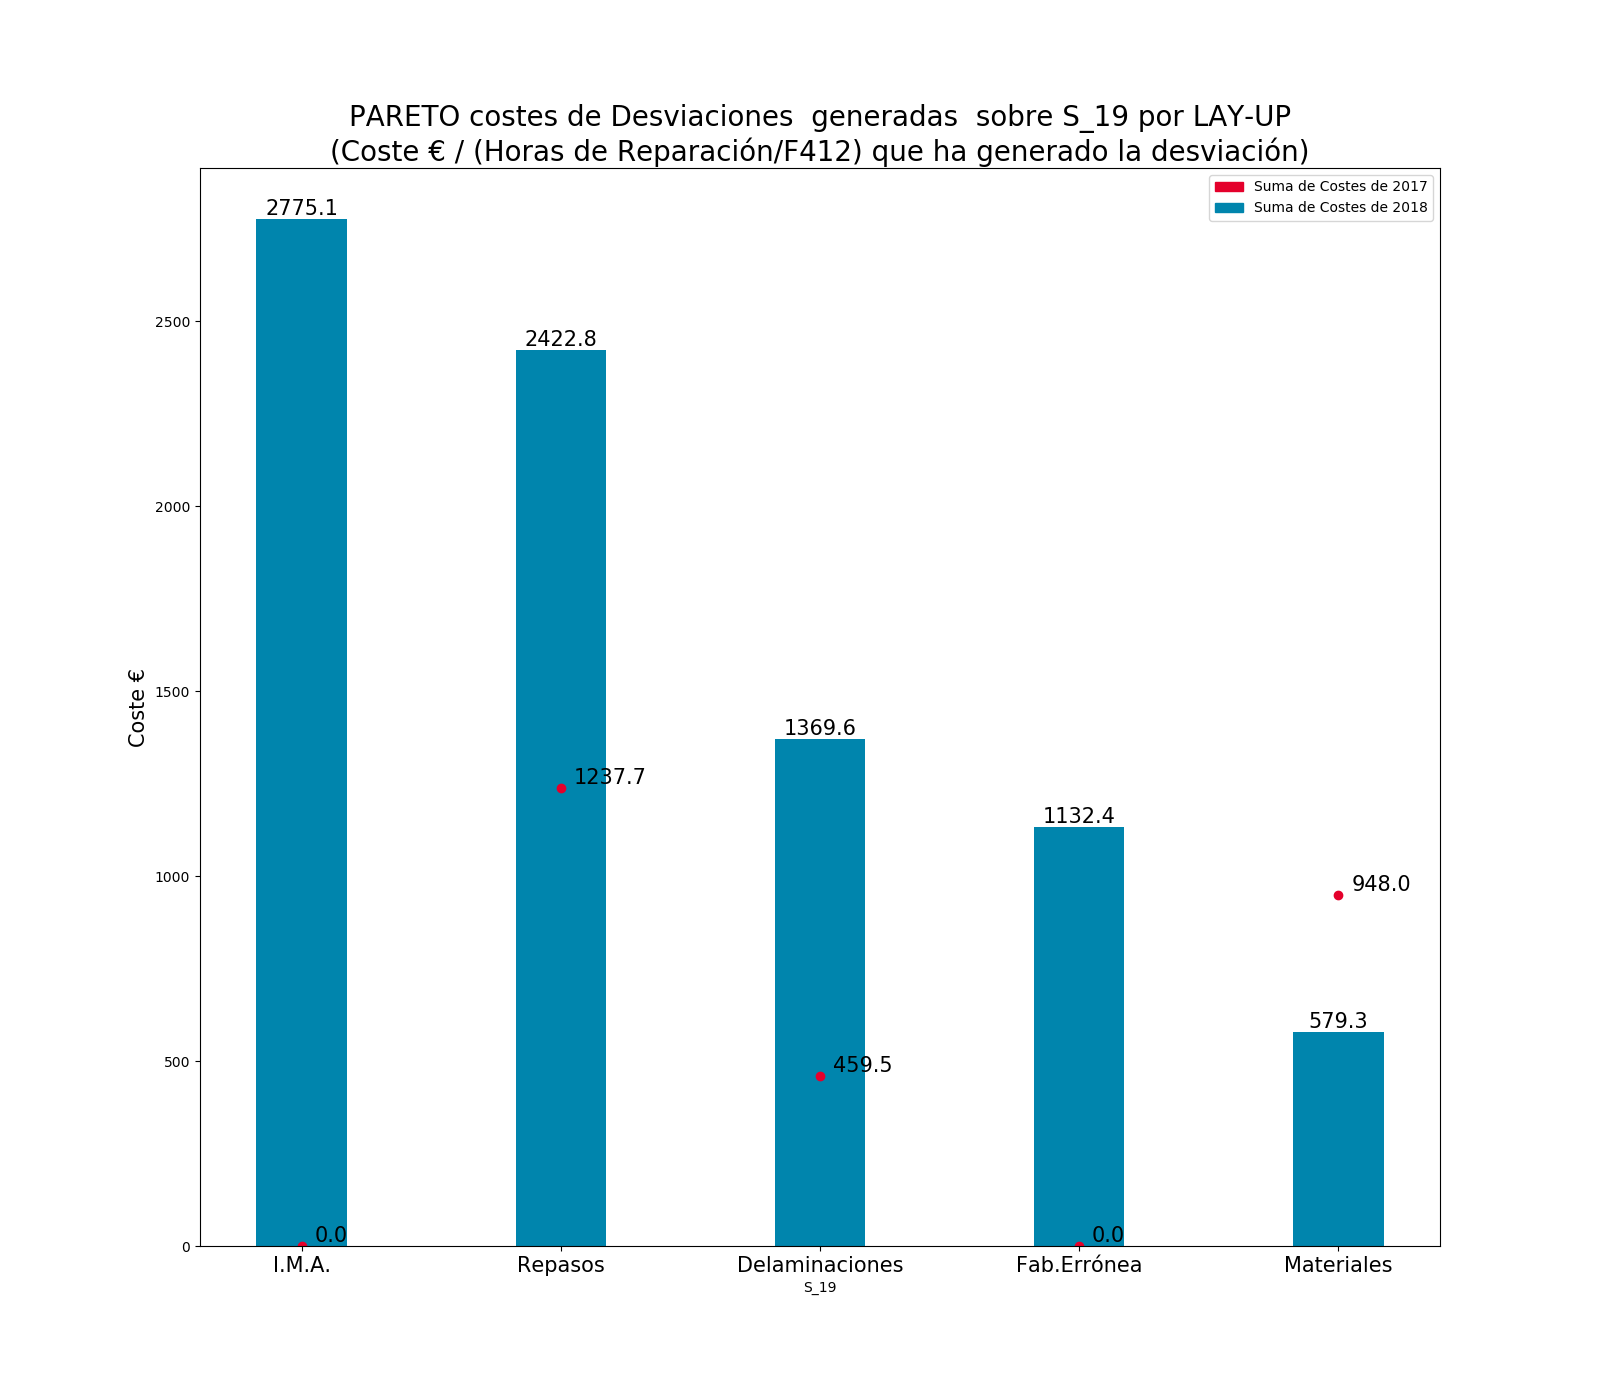 PARETO costes de Desviaciones  generadas  sobre S_19 por LAY-UP
(Coste € / (Horas de Reparación/F412) que ha generado la desviación)
Suma de Costes de 2017
Suma de Costes de 2018
2775.1
2422.8
1369.6
1132.4
579.3
0.0
1237.7
459.5
0.0
948.0
Coste €
2500
2000
1500
1000
500
0
I.M.A.
Repasos
Delaminaciones
Fab.Errónea
Materiales
S_19